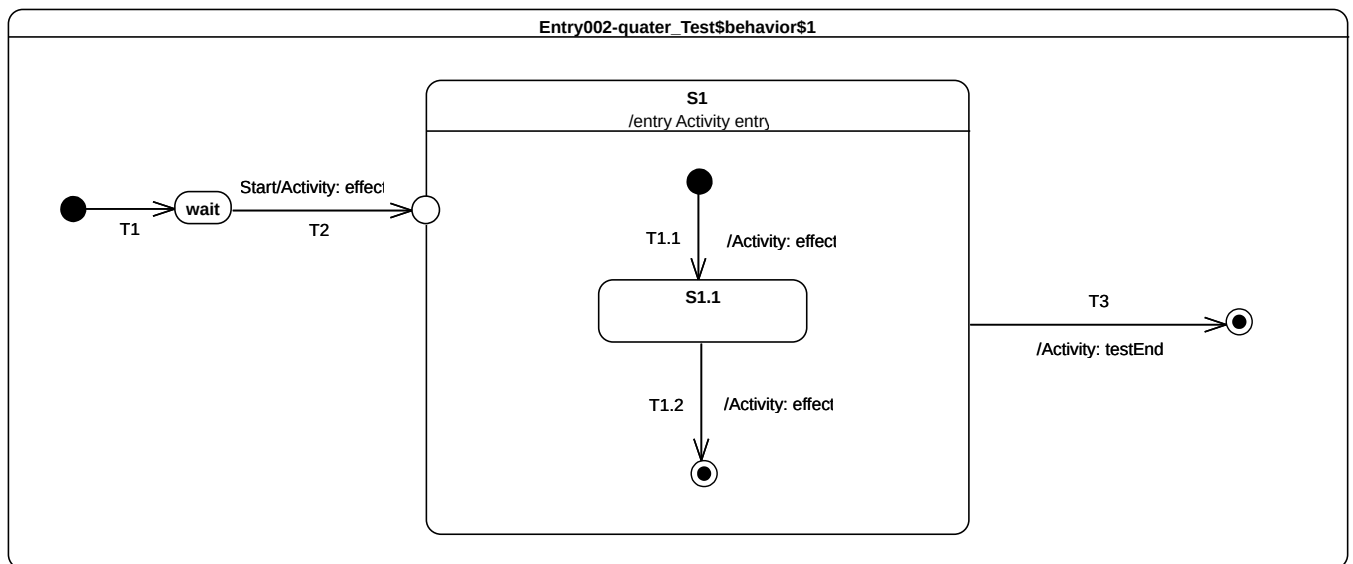 Entry002-quater_Test$behavior$1
S1
/entry Activity entry
Start/Activity: effect
wait
T1
T2
T1.1
/Activity: effect
S1.1
T3
/Activity: testEnd
T1.2
/Activity: effect